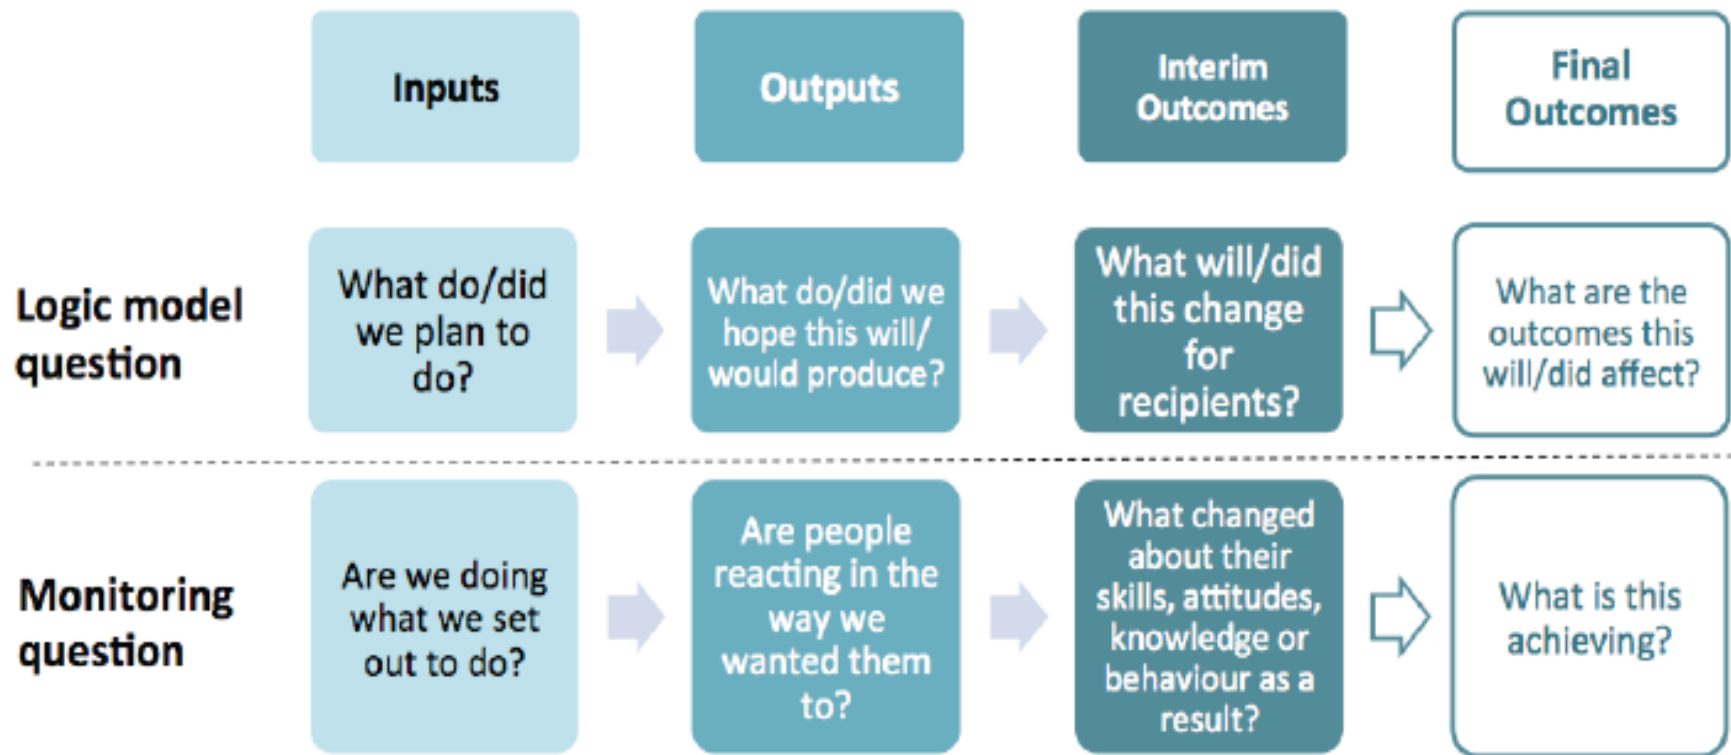 Inputs
Outputs
Interim
Outcomes
Final
Outcomes
Logic model
question
What do/did
we plan to
do?
What do/did we
hope this will/
would produce?
What will/did
this change
for
recipients?
What are the
outcomes this
will/did affect?
Monitoring
question
Are we doing
what we set
out to do?
Are people
reacting in the
way we
wanted them
to?
What changed
about their
skills, attitudes,
knowledge or
behaviour as a
result?
What is this
achieving?